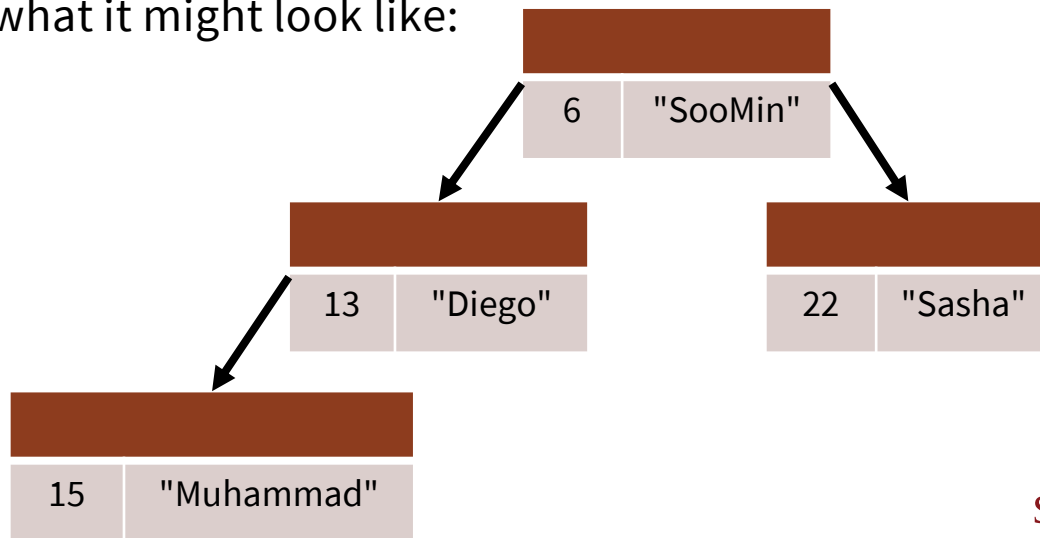 what it might look like:
6 "SooMin"
13 "Diego"
22 "Sasha"
15 "Muhammad"